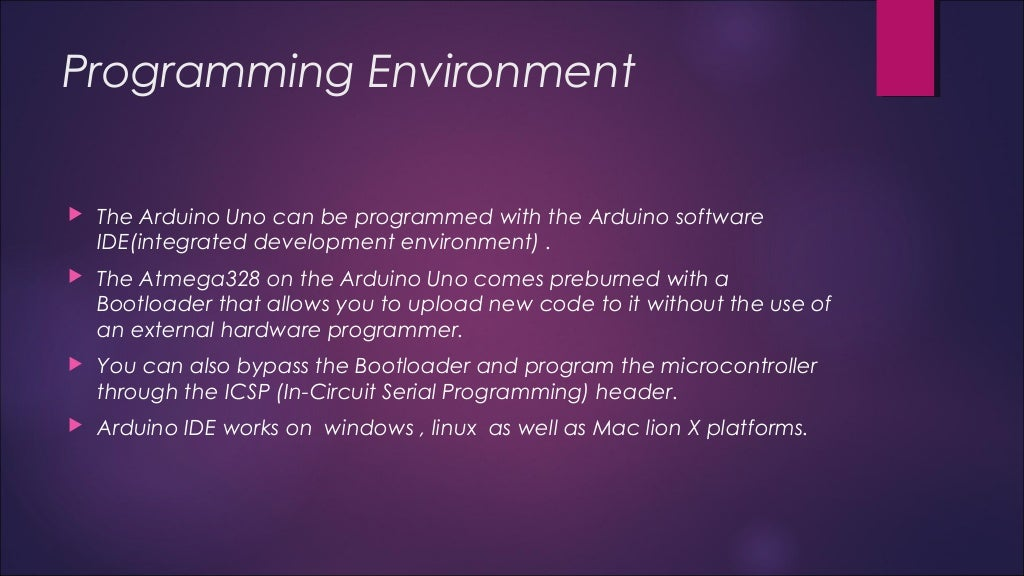 Programming Environment
The Arduino Uno can be programmed with the Arduino software
IDE(integrated development environment) .
The Atmega328 on the Arduino Uno comes preburned with a
Bootloader that allows you to upload new code to it without the use of
an external hardware programmer.
You can also bypass the Bootloader and program the microcontroller
through the ICSP (In-Circuit Serial Programming) header.
Arduino IDE works on  windows , linux  as well as Mac lion X platforms.